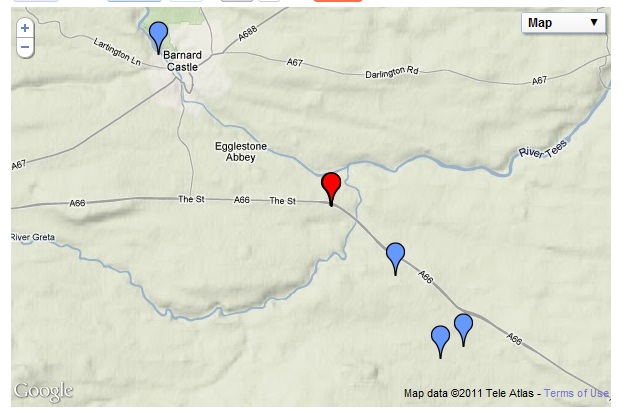 +
-
Map ▼
A688
Lartington Ln
Barnard
Castle
A67
Darlington Rd
A67
Egglestone
Abbey
River Tees
A67
A66
The St
A66
The St
River Greta
A66
A66
Google
Map data ©2011 Tele Atlas - Terms of Use